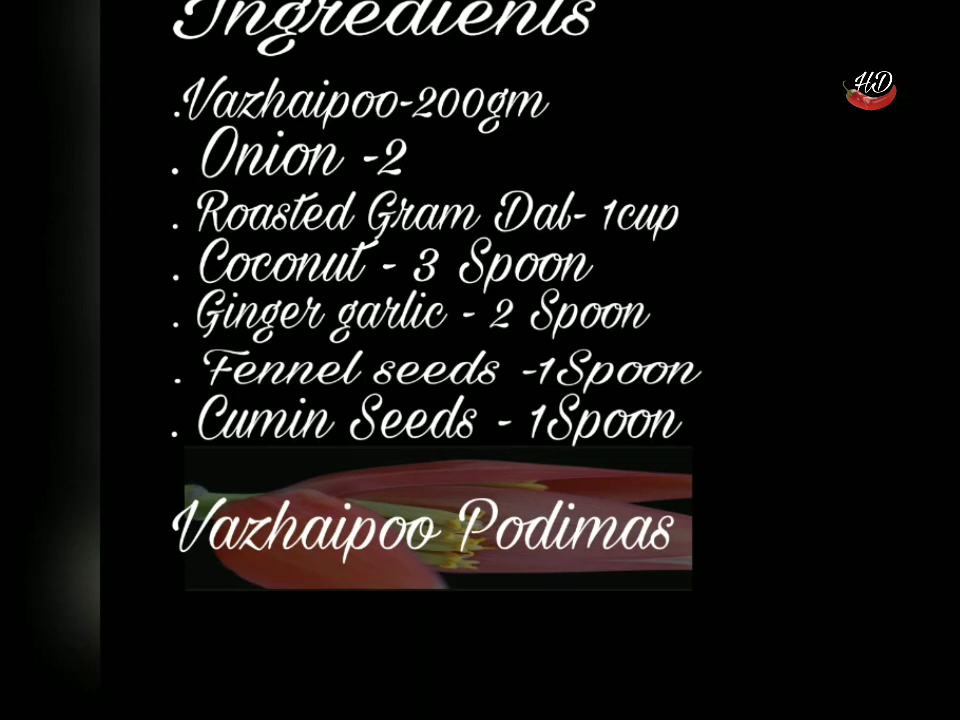 Ingredients
.Vazhaipoo-200gm
HD
. Onion -2
. Roasted Gram Dal- 1cup
. Coconut - 3 Spoon
. Ginger garlic - 2 Spoon
. Fennel seeds -1Spoon
. Cumin Seeds - 1Spoon
Vazhaipoo Podimas